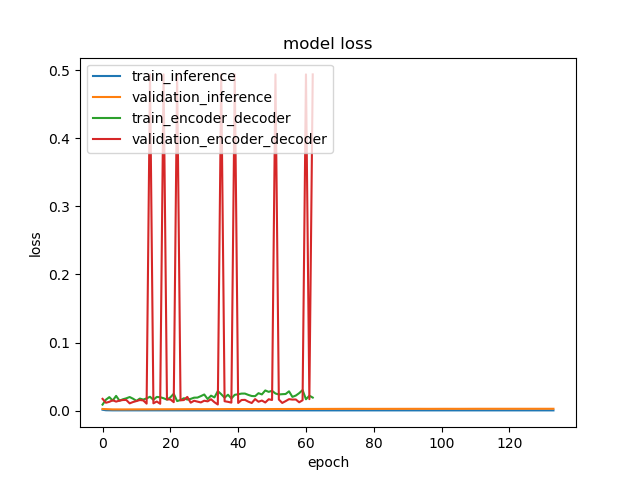 model loss
train_inference
validation_inference
train_encoder_decoder
validation_encoder_decoder
0.5
0.4
0.3
0.2
0.1
0.0
loss
0 20 40 60 80 100 120
epoch